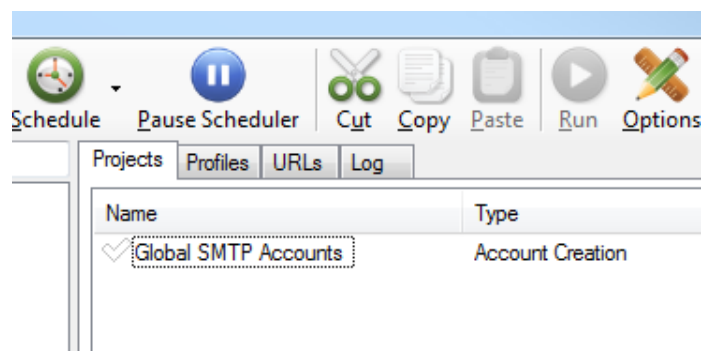 Schedule Pause Scheduler Cut Copy Paste Run Options
Projects Profiles URLs Log
Name Type
Global SMTP Accounts Account Creation